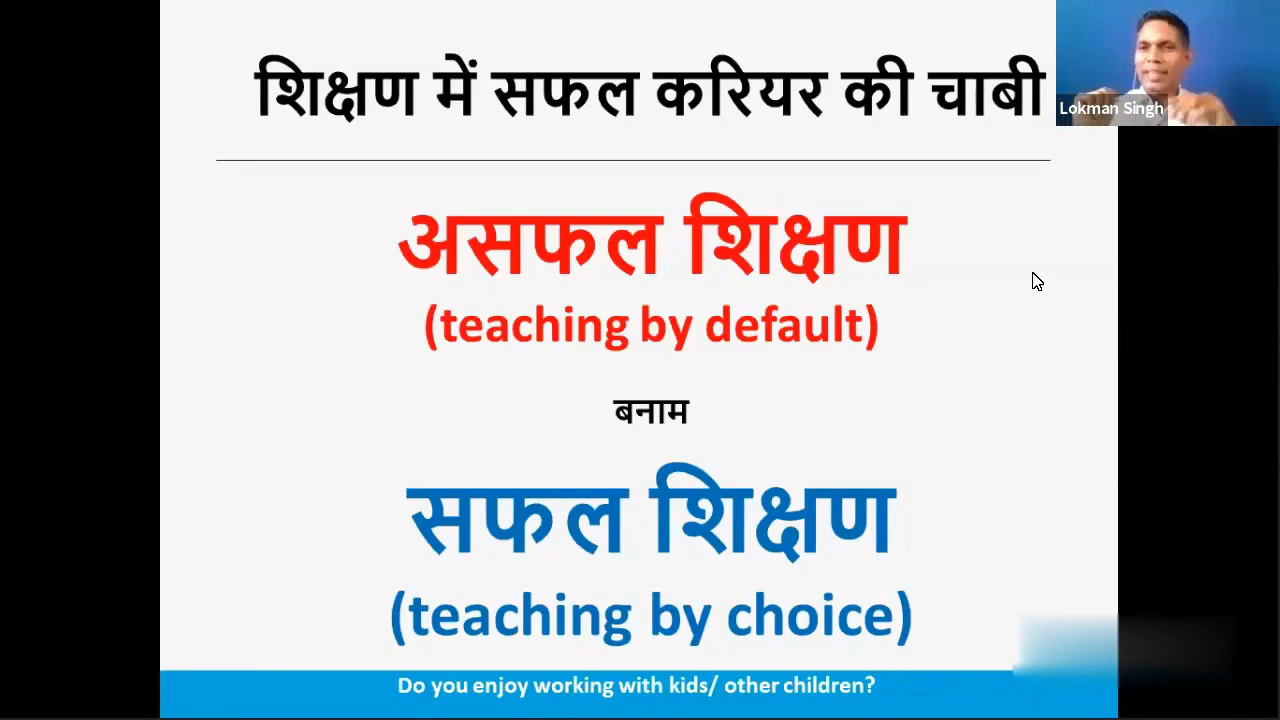 शिक्षण में सफल करियर की चाबी
Lokman Singh
असफल शिक्षण
(teaching by default)
बनाम
सफल शिक्षण
(teaching by choice)
Do you enjoy working with kids/ other children?